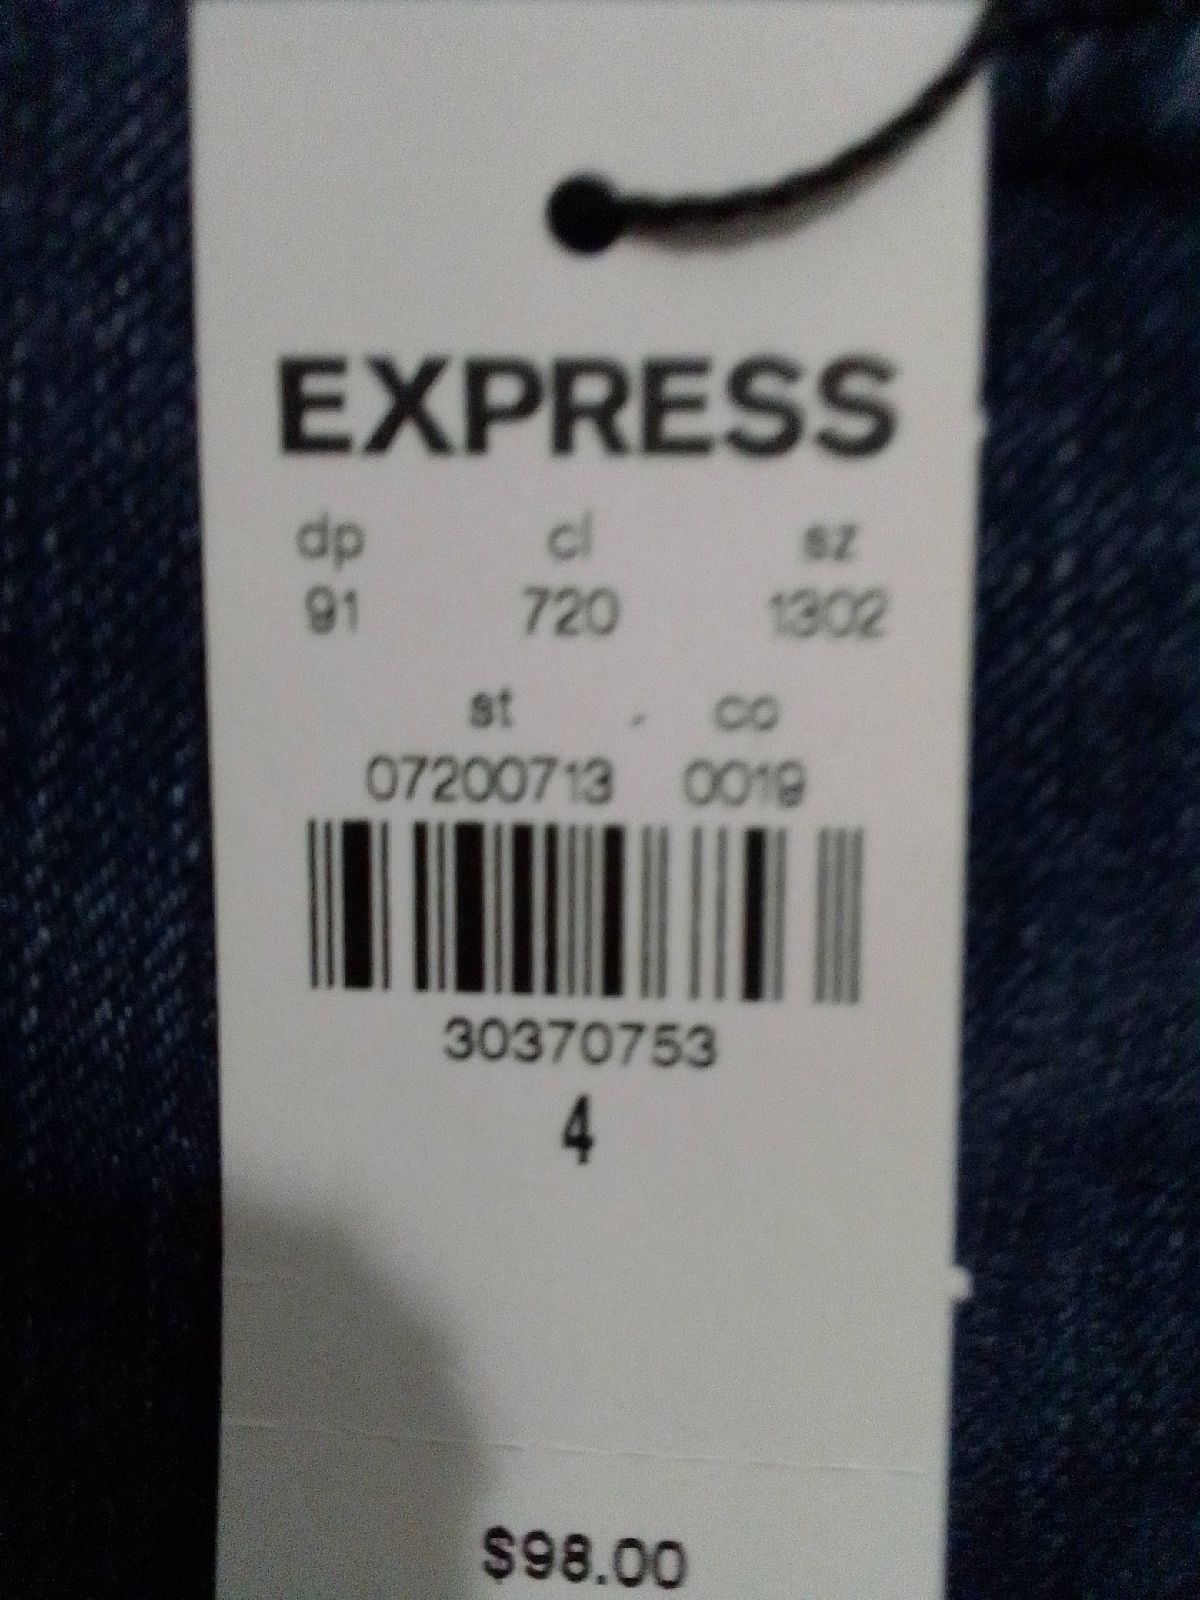 EXPRESS
dp cl sz
91 720 1302
st co
07200713 0019
30370753
4
$98.00